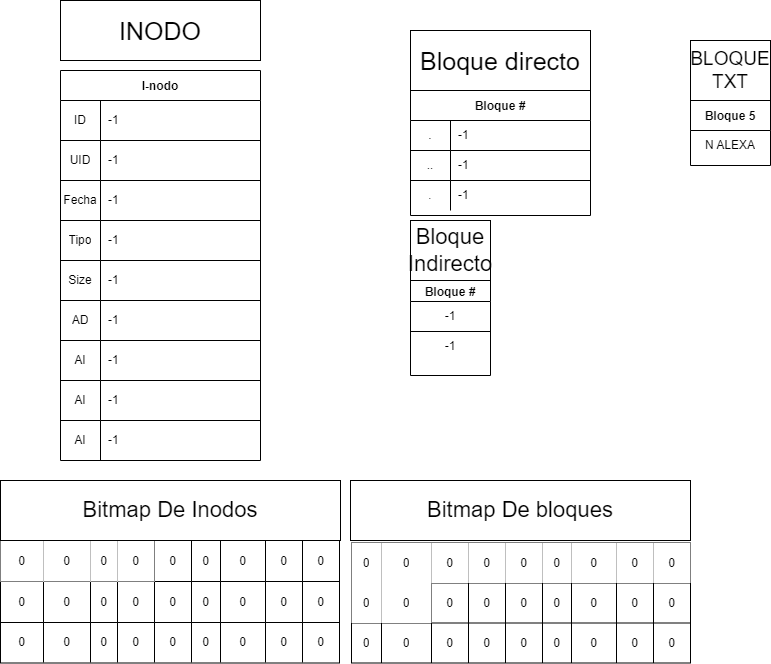 INODO
I-nodo
ID -1
UID -1
Fecha -1
Tipo -1
Size -1
AD -1
AI -1
AI -1
AI -1
Bloque directo
Bloque #
. -1
.. -1
. -1
Bloque
Indirecto
Bloque #
-1
-1
BLOQUE
TXT
Bloque 5
N ALEXA
Bitmap De Inodos
0 0 0 0 0 0 0 0 0
0 0 0 0 0 0 0 0 0
0 0 0 0 0 0 0 0 0
Bitmap De bloques
0 0 0 0 0 0 0 0 0
0 0 0 0 0 0 0 0 0
0 0 0 0 0 0 0 0 0